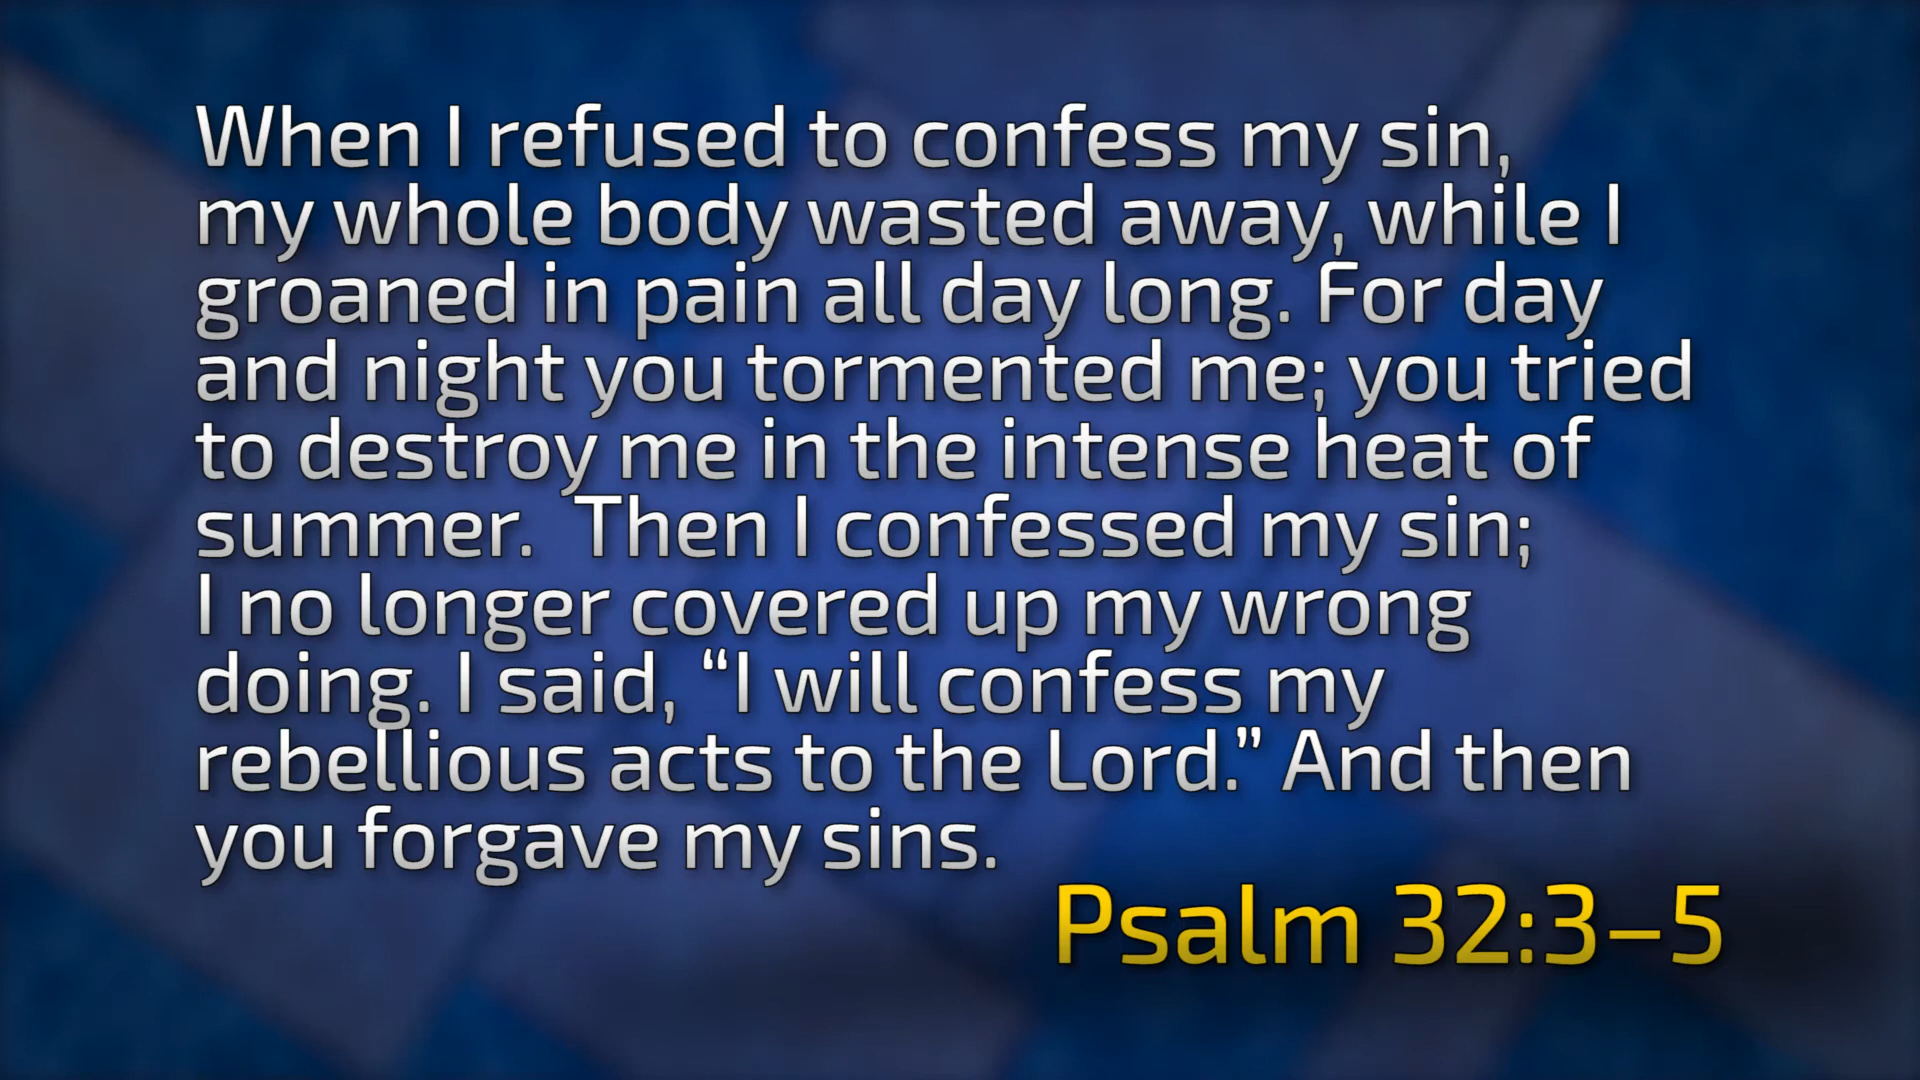 When I refused to confess my sin,
my whole body wasted away, while I
groaned in pain all day long. For day
and night you tormented me; you tried
to destroy me in the intense heat of
summer.  Then I confessed my sin;
I no longer covered up my wrong
doing. I said, “I will confess my
rebellious acts to the Lord.” And then
you forgave my sins.
Psalm 32:3–5